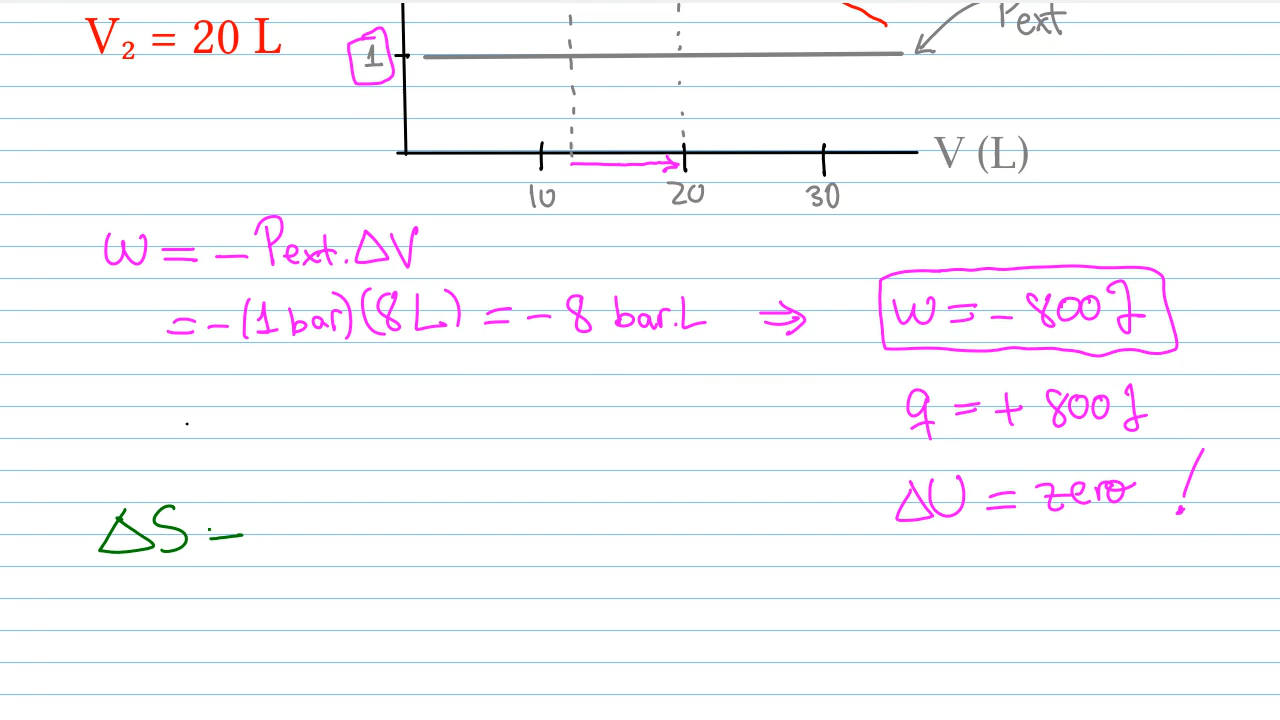 V₂ = 20 L
1
Pext
V (L)
10 20 30
w = - Pext. ΔV
= - (1 bar) (8 L) = - 8 bar.L ⇒ w = - 800 J
q = + 800 J
ΔU = zero !
ΔS =